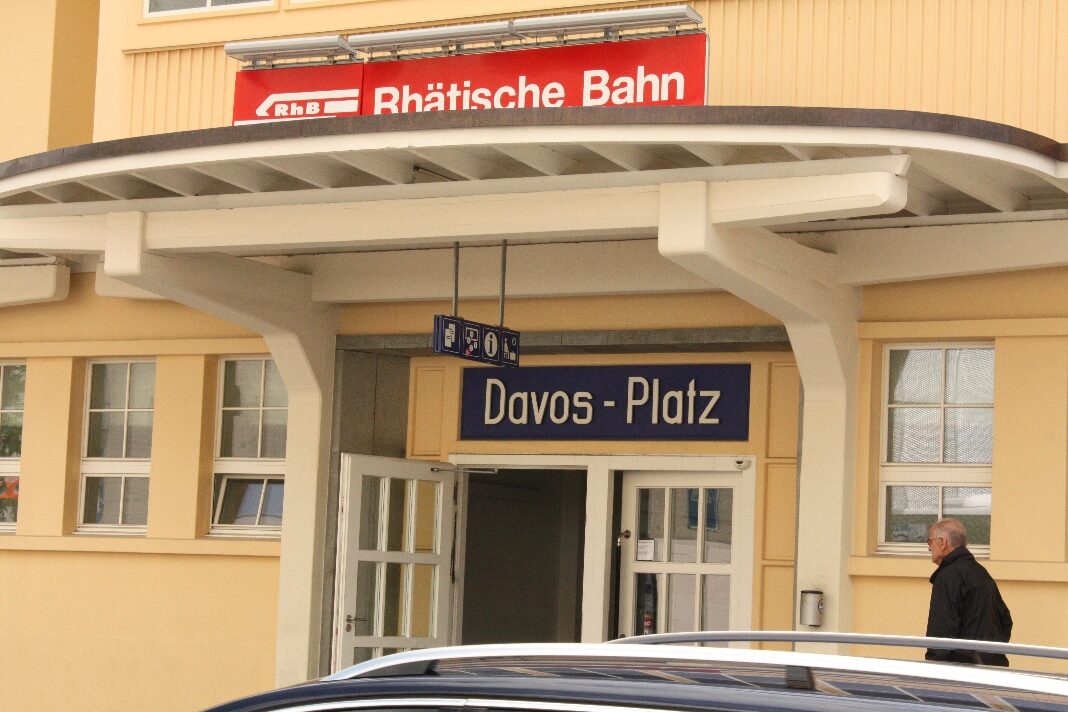 RhB Rhätische Bahn
i
Davos - Platz